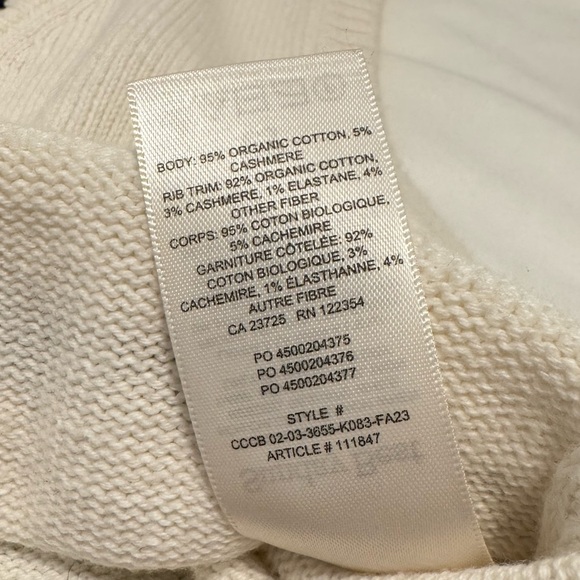 BODY: 95% ORGANIC COTTON, 5%
CASHMERE
RIB TRIM: 92% ORGANIC COTTON,
3% CASHMERE, 1% ELASTANE, 4%
OTHER FIBER
CORPS: 95% COTON BIOLOGIQUE,
5% CACHEMIRE
GARNITURE CÔTELÉE: 92%
COTON BIOLOGIQUE, 3%
CACHEMIRE, 1% ÉLASTHANNE, 4%
AUTRE FIBRE
CA 23725 RN 122354
PO 4500204375
PO 4500204376
PO 4500204377
STYLE #
CCCB 02-03-3655-K083-FA23
ARTICLE # 111847